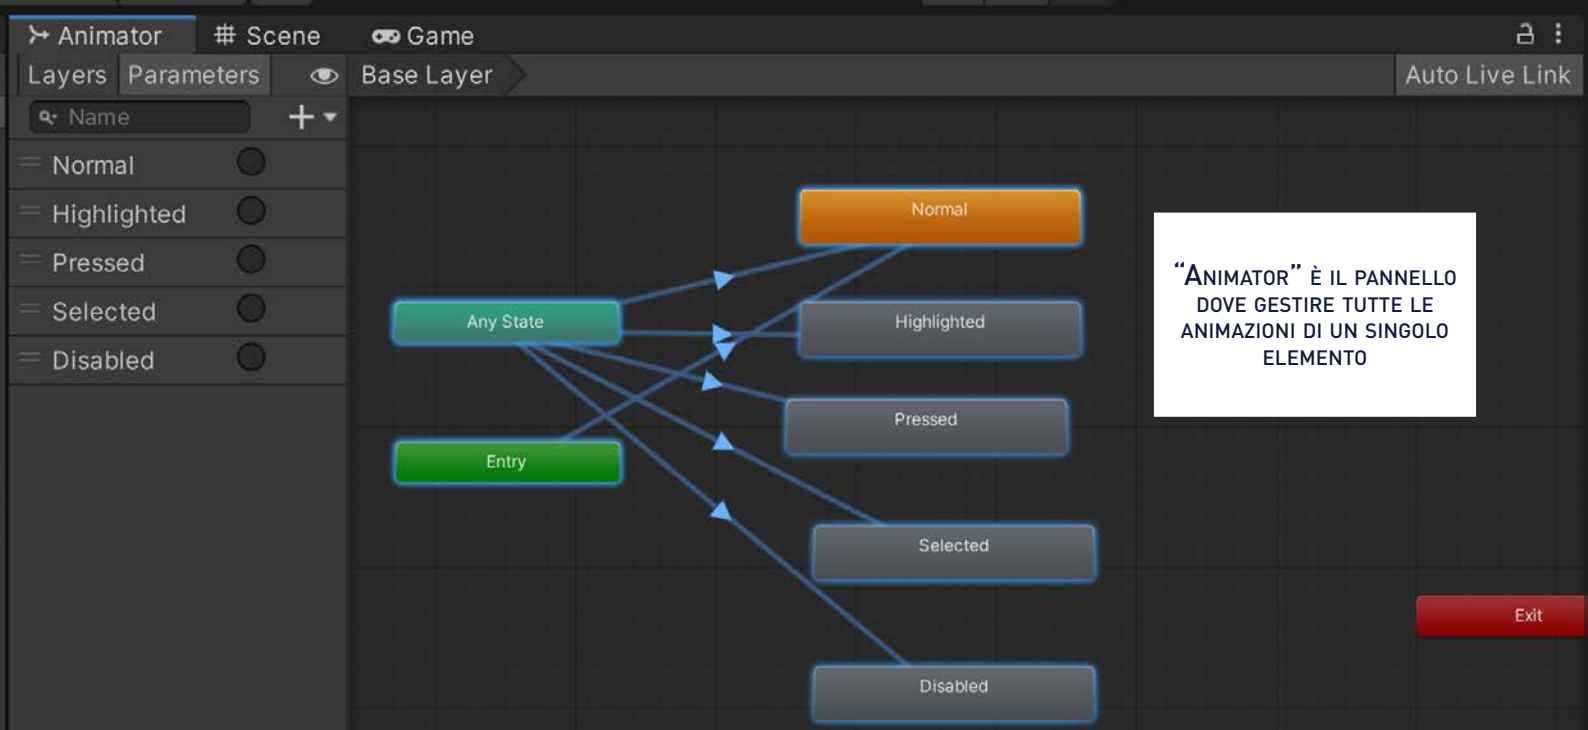 Animator
Scene
Game
Layers
Parameters
Base Layer
Auto Live Link
Name
Normal
Highlighted
Pressed
Selected
Disabled
Any State
Entry
Normal
Highlighted
Pressed
Selected
Disabled
Exit
“Animator” è il pannello
dove gestire tutte le
animazioni di un singolo
elemento